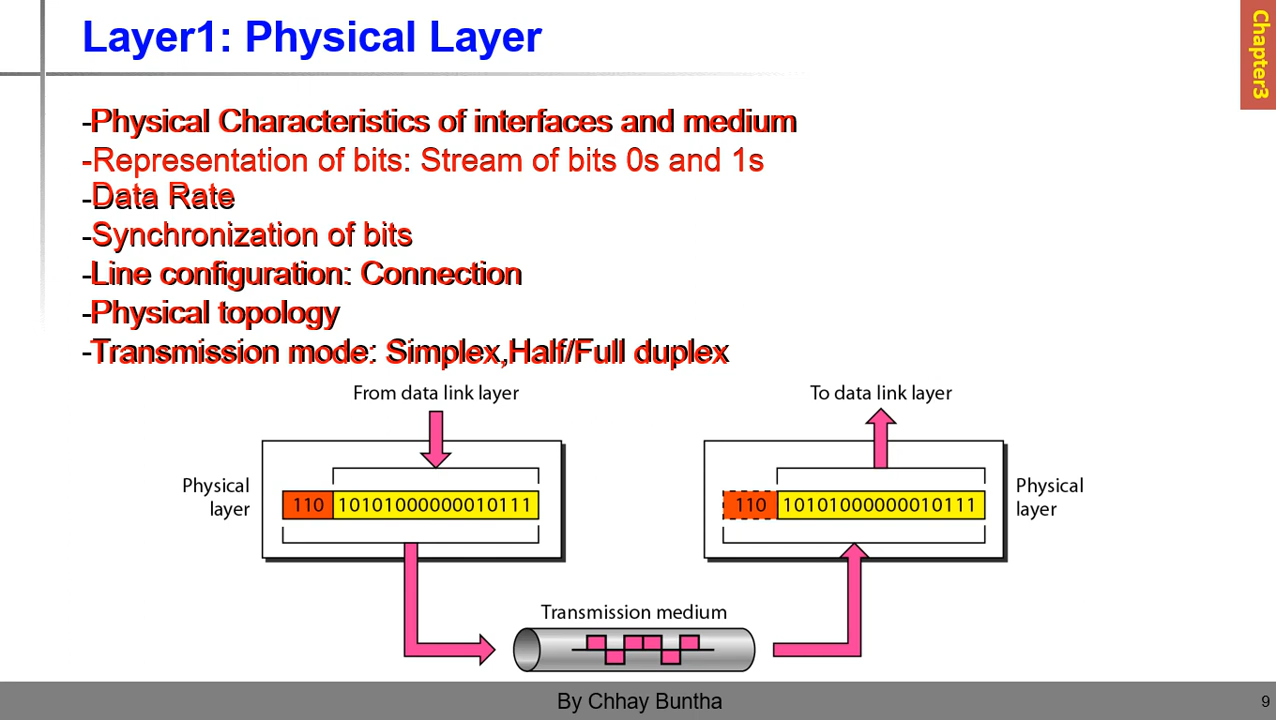 Layer1: Physical Layer
Chapter3
-Physical Characteristics of interfaces and medium
-Representation of bits: Stream of bits 0s and 1s
-Data Rate
-Synchronization of bits
-Line configuration: Connection
-Physical topology
-Transmission mode: Simplex,Half/Full duplex
From data link layer
To data link layer
Physical
layer
110 10101000000010111
110 10101000000010111
Physical
layer
Transmission medium
By Chhay Buntha
9